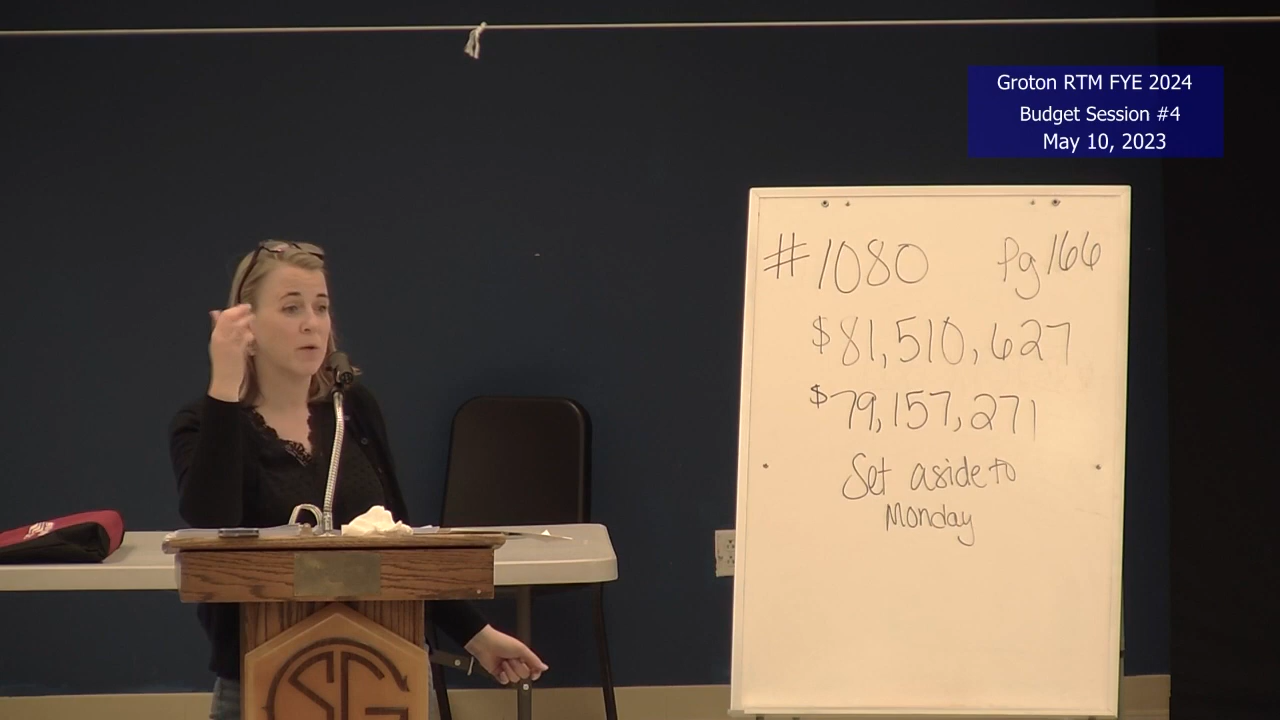 Groton RTM FYE 2024
Budget Session #4
May 10, 2023
#1080 Pg 166
$81,510,627
$79,157,271
Set aside to
Monday
SG